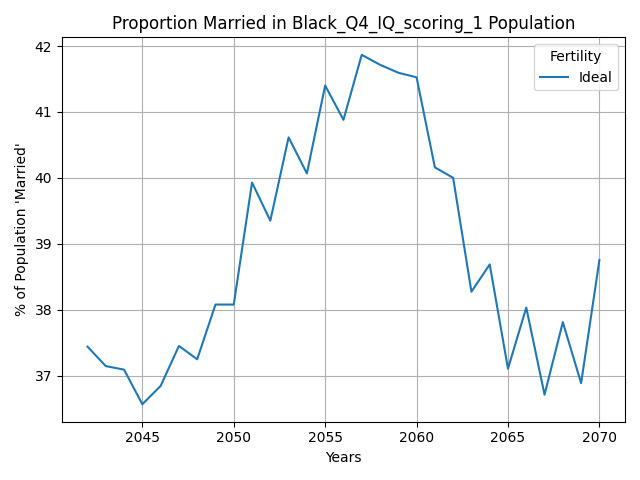 Proportion Married in Black_Q4_IQ_scoring_1 Population
42
41
40
39
38
37
% of Population 'Married'
Fertility
Ideal
2045 2050 2055 2060 2065 2070
Years